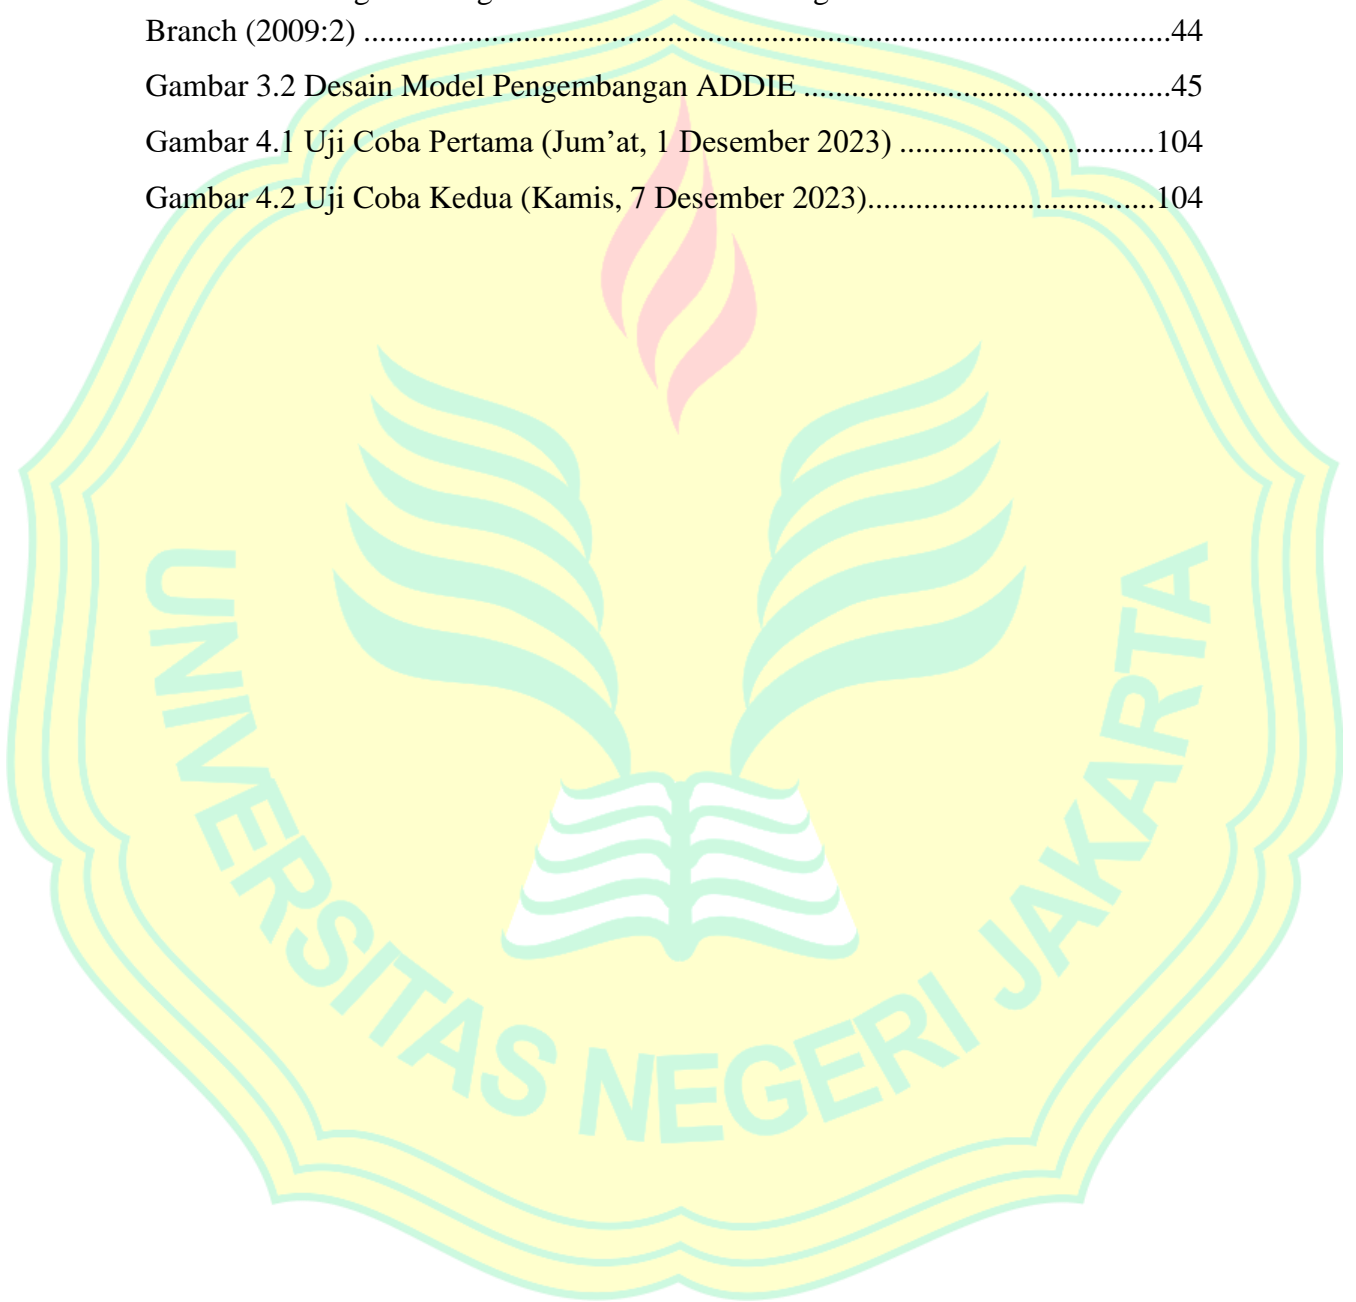 Branch (2009:2) ........................................................................................................44
Gambar 3.2 Desain Model Pengembangan ADDIE ...............................................45
Gambar 4.1 Uji Coba Pertama (Jum’at, 1 Desember 2023) ................................104
Gambar 4.2 Uji Coba Kedua (Kamis, 7 Desember 2023)....................................104
UNIVERSITAS NEGERI JAKARTA